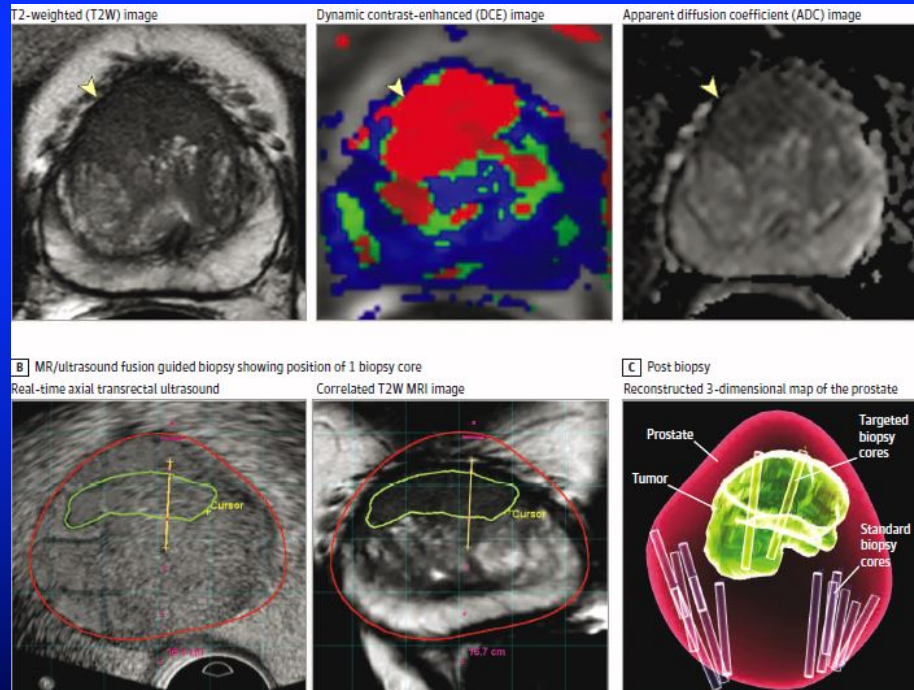 T2-weighted (T2W) image
Dynamic contrast-enhanced (DCE) image
Apparent diffusion coefficient (ADC) image
B MR/ultrasound fusion guided biopsy showing position of 1 biopsy core
Real-time axial transrectal ultrasound
Correlated T2W MRI image
Cursor
Cursor
16.7 cm
C Post biopsy
Reconstructed 3-dimensional map of the prostate
Prostate
Tumor
Targeted
biopsy
cores
Standard
biopsy
cores